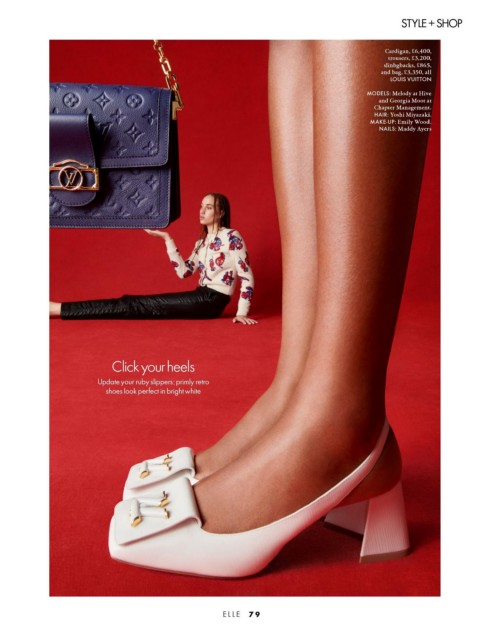 STYLE + SHOP
Cardigan, £6,400,
trousers, £3,200,
slingbacks, £865,
and bag, £3,350, all
LOUIS VUITTON
MODELS: Melody at Hive
and Georgia Moot at
Chapter Management.
HAIR: Yoshi Miyazaki.
MAKE-UP: Emily Wood.
NAILS: Maddy Ayers
LV
Click your heels
Update your ruby slippers: primly retro
shoes look perfect in bright white
ELLE 79